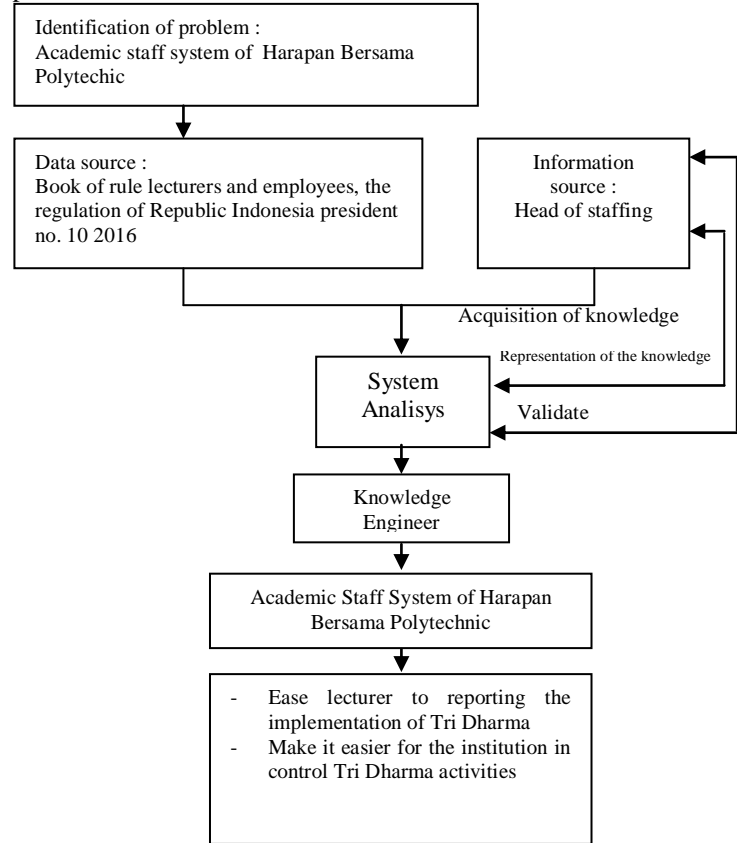 Identification of problem :
Academic staff system of Harapan Bersama
Polytechic
Data source :
Book of rule lecturers and employees, the
regulation of Republic Indonesia president
no. 10 2016
Information
source :
Head of staffing
Acquisition of knowledge
Representation of the knowledge
System
Analisys
Validate
Knowledge
Engineer
Academic Staff System of Harapan
Bersama Polytechnic
- Ease lecturer to reporting the
implementation of Tri Dharma
- Make it easier for the institution in
control Tri Dharma activities